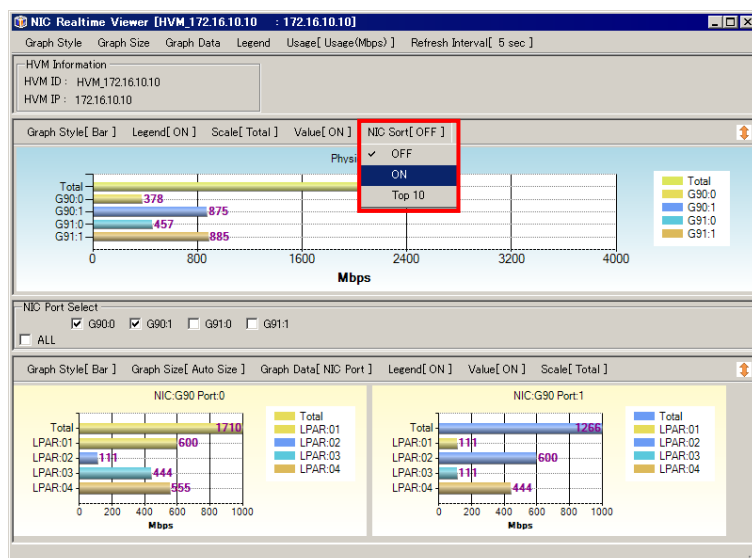 NIC Realtime Viewer [HVM_172.16.10.10 : 172.16.10.10]
Graph Style Graph Size Graph Data Legend Usage[ Usage(Mbps) ] Refresh Interval[ 5 sec ]
HVM Information
HVM ID : HVM_172.16.10.10
HVM IP : 172.16.10.10
Graph Style[ Bar ] Legend[ ON ] Scale[ Total ] Value[ ON ] NIC Sort[ OFF ]
OFF
ON
Top 10
Total
G90:0
G90:1
G91:0
G91:1
378
875
457
885
0 800 1600 2400 3200 4000
Mbps
Total
G90:0
G90:1
G91:0
G91:1
NIC Port Select
G90:0 G90:1 G91:0 G91:1
ALL
Graph Style[ Bar ] Graph Size[ Auto Size ] Graph Data[ NIC Port ] Legend[ ON ] Value[ ON ] Scale[ Total ]
NIC:G90 Port:0
Total 1710
LPAR:01 600
LPAR:02 111
LPAR:03 444
LPAR:04 555
0 200 400 600 800 1000
Mbps
Total
LPAR:01
LPAR:02
LPAR:03
LPAR:04
NIC:G90 Port:1
Total 1266
LPAR:01 111
LPAR:02 600
LPAR:03 111
LPAR:04 444
0 200 400 600 800 1000
Mbps
Total
LPAR:01
LPAR:02
LPAR:03
LPAR:04